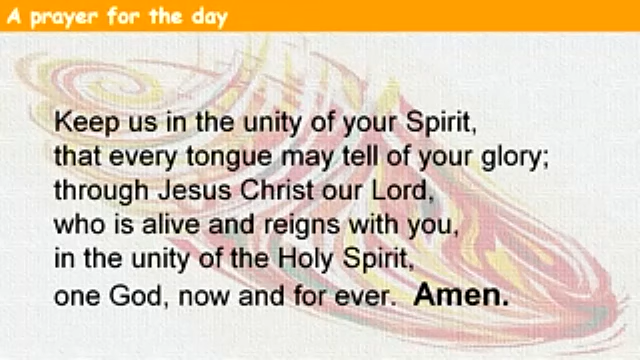 A prayer for the day
Keep us in the unity of your Spirit,
that every tongue may tell of your glory;
through Jesus Christ our Lord,
who is alive and reigns with you,
in the unity of the Holy Spirit,
one God, now and for ever. Amen.